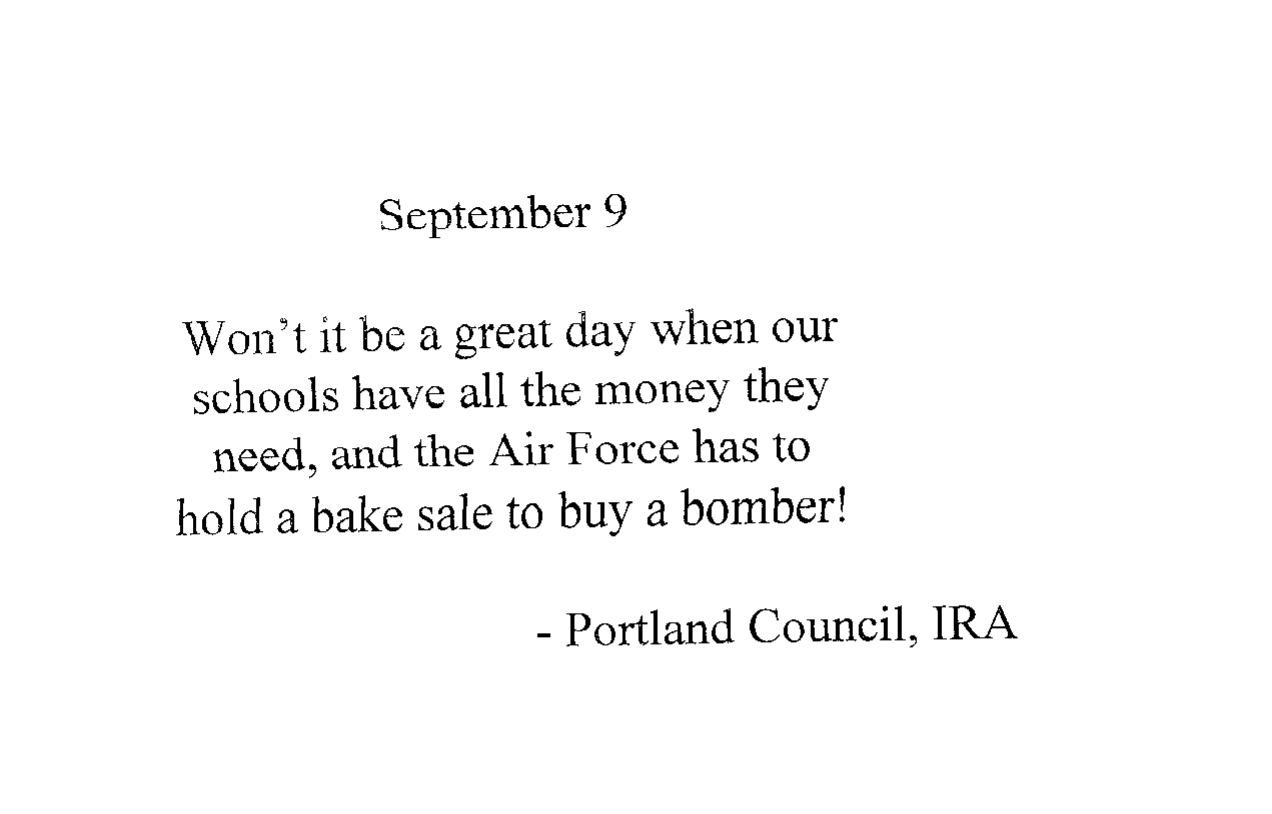 September 9
Won't it be a great day when our
schools have all the money they
need, and the Air Force has to
hold a bake sale to buy a bomber!
- Portland Council, IRA